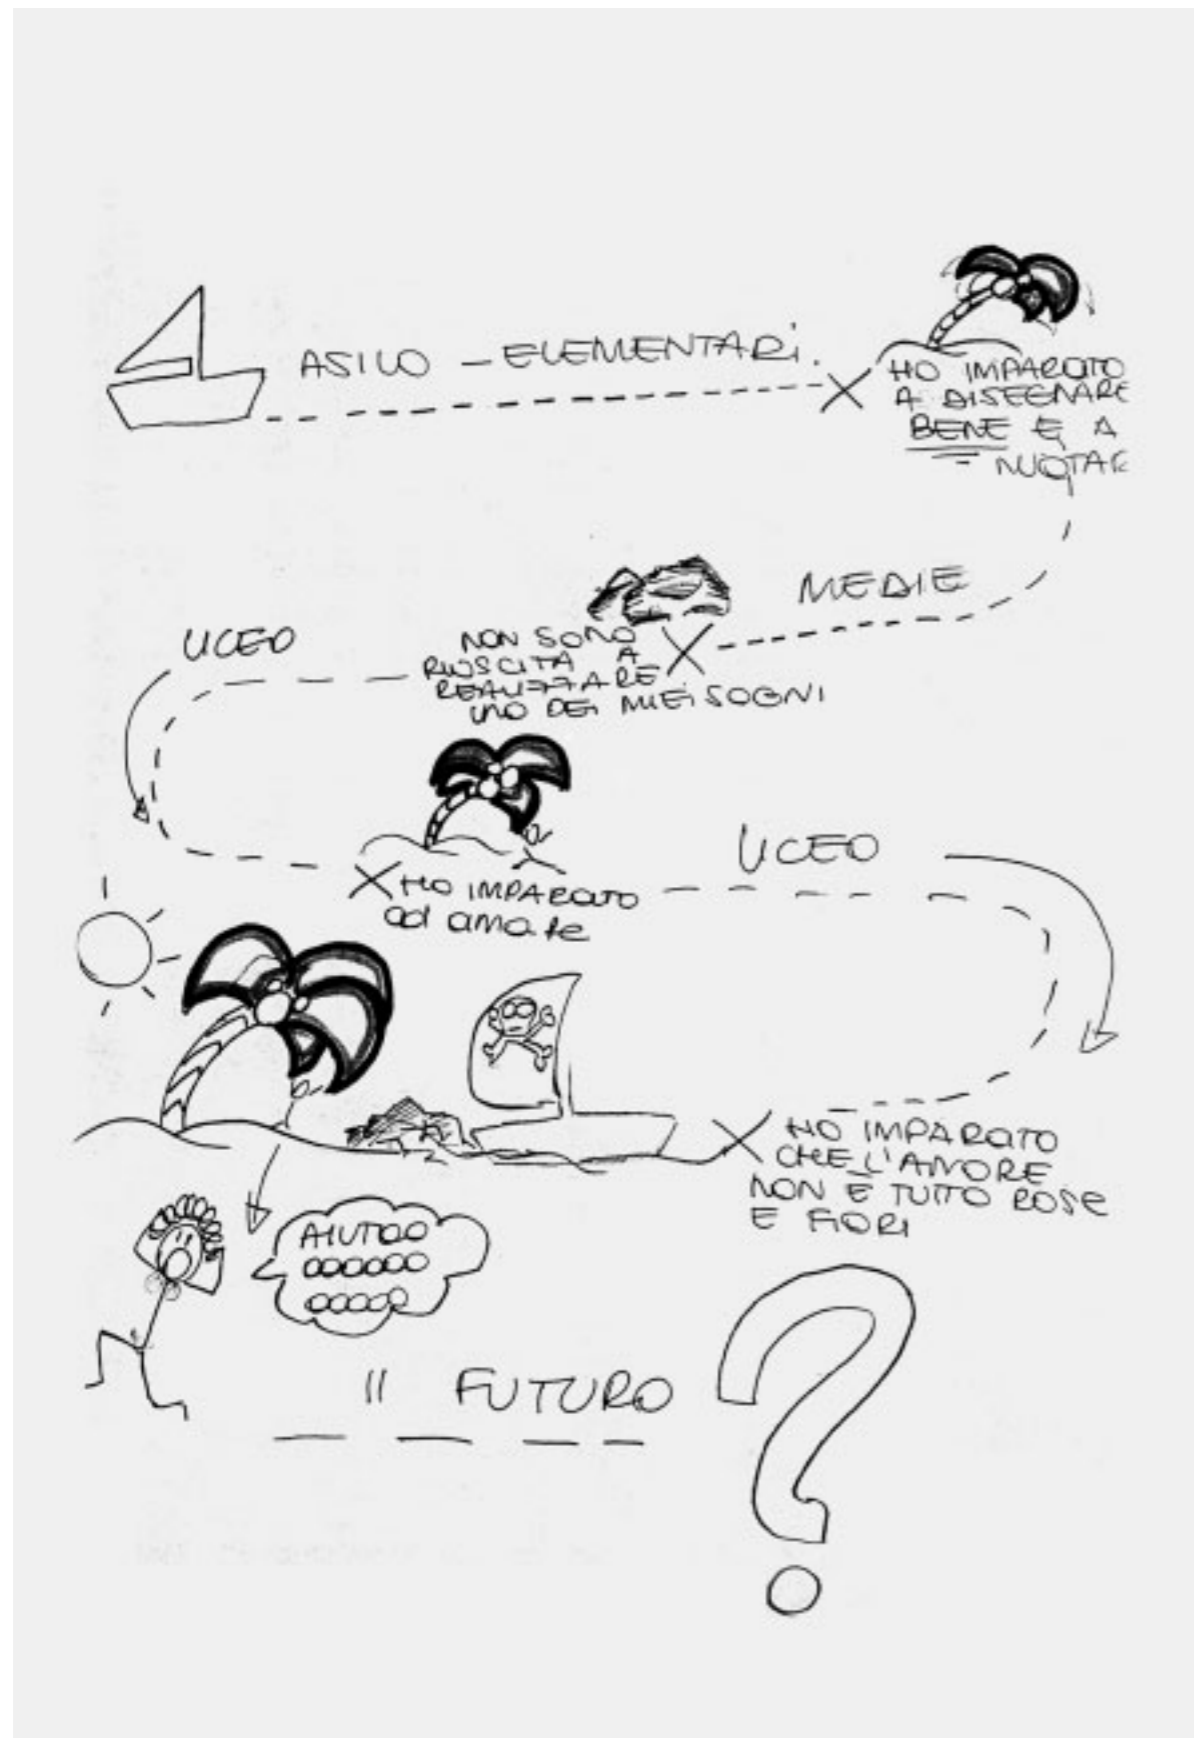 ASILO - ELEMENTARI.
HO IMPARATO
A DISEGNARE
BENE E A
NUOTAR
MEDIE
LICEO
NON SONO
RIUSCITA A
REALIZZARE
UNO DEI MIEI SOGNI
LICEO
HO IMPARATO
ad amare
HO IMPARATO
CHE L'AMORE
NON È TUTTO ROSE
E FIORI
AIUTOO
OOOOOO
OOOOO
Il FUTURO
?